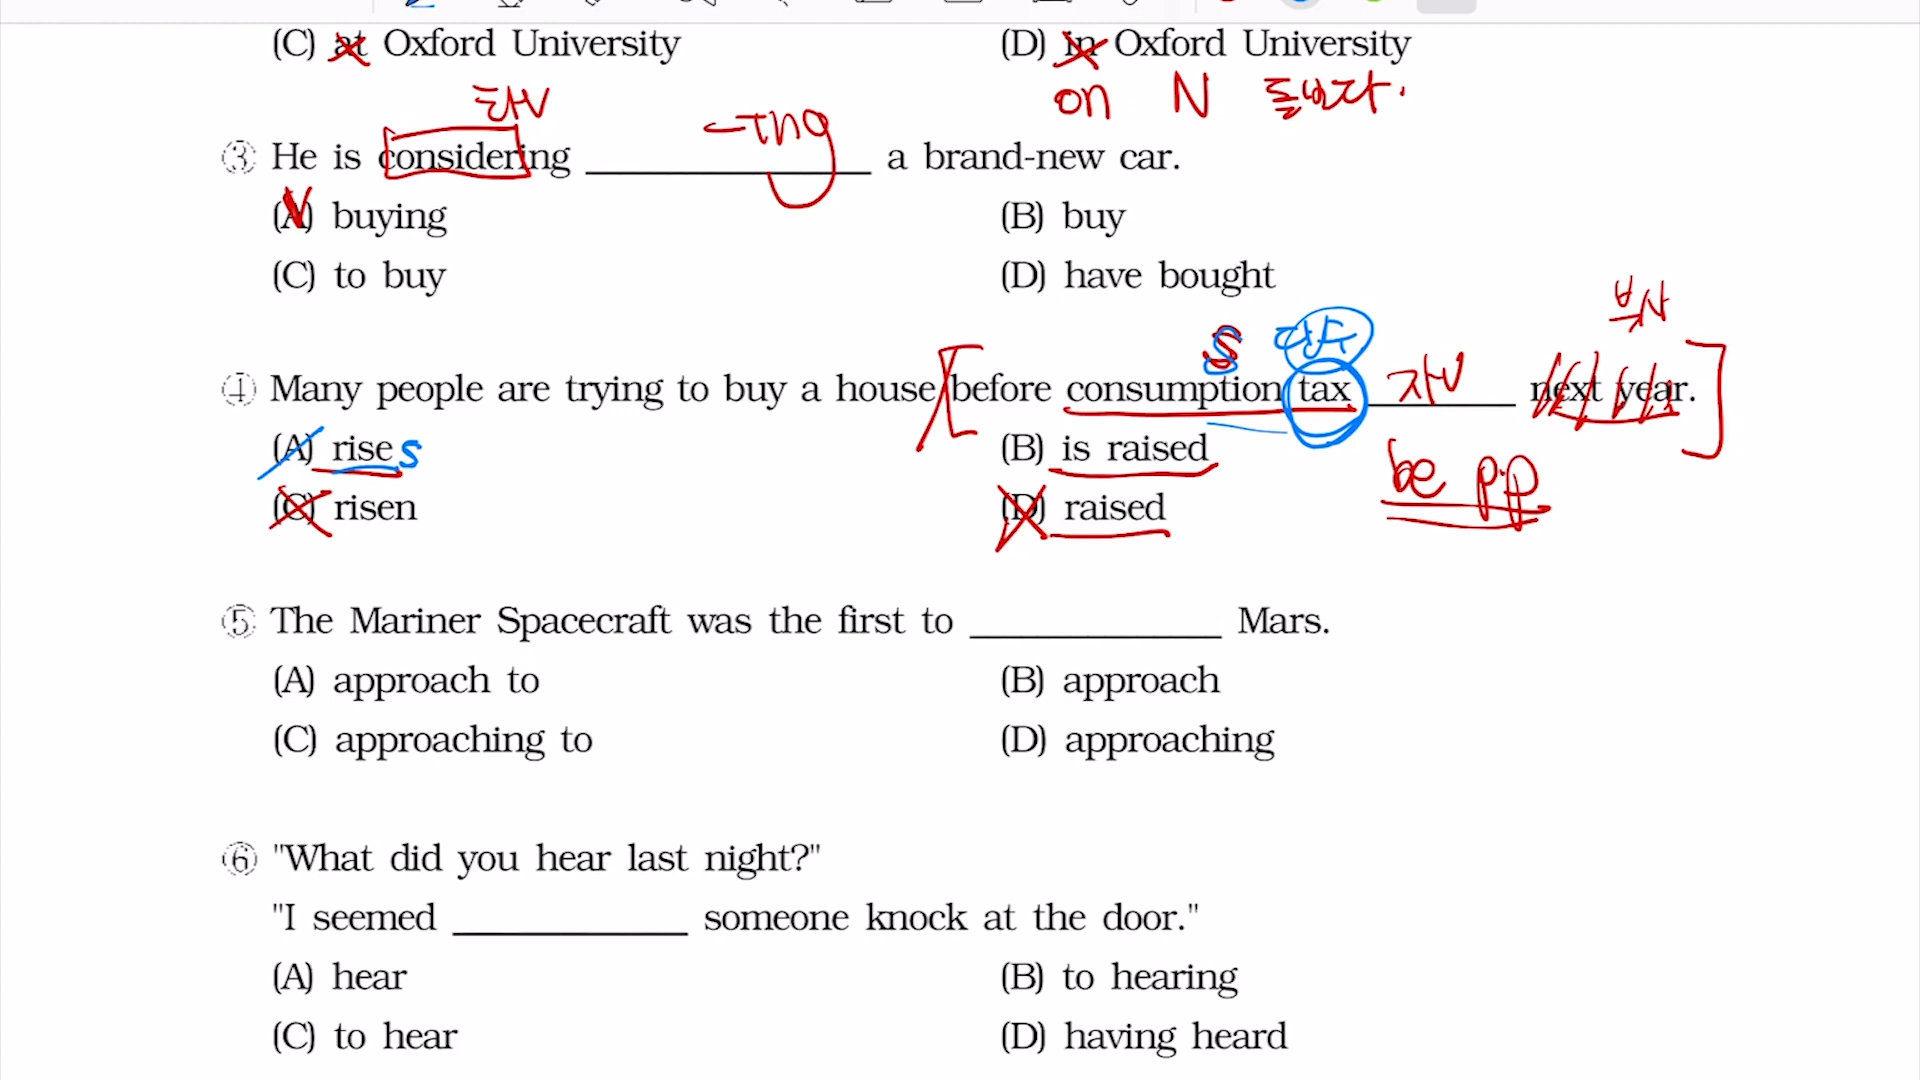 (C) at Oxford University (D) in Oxford University
on N 돌보다.
타V -ing
③ He is considering ____________ a brand-new car.
(A) buying (B) buy
(C) to buy (D) have bought
부사
S 단수
④ Many people are trying to buy a house before consumption tax 자V ______ next year.
(A) rises (B) is raised
be p.p
(C) risen (D) raised
⑤ The Mariner Spacecraft was the first to ____________ Mars.
(A) approach to (B) approach
(C) approaching to (D) approaching
⑥ "What did you hear last night?"
"I seemed ____________ someone knock at the door."
(A) hear (B) to hearing
(C) to hear (D) having heard